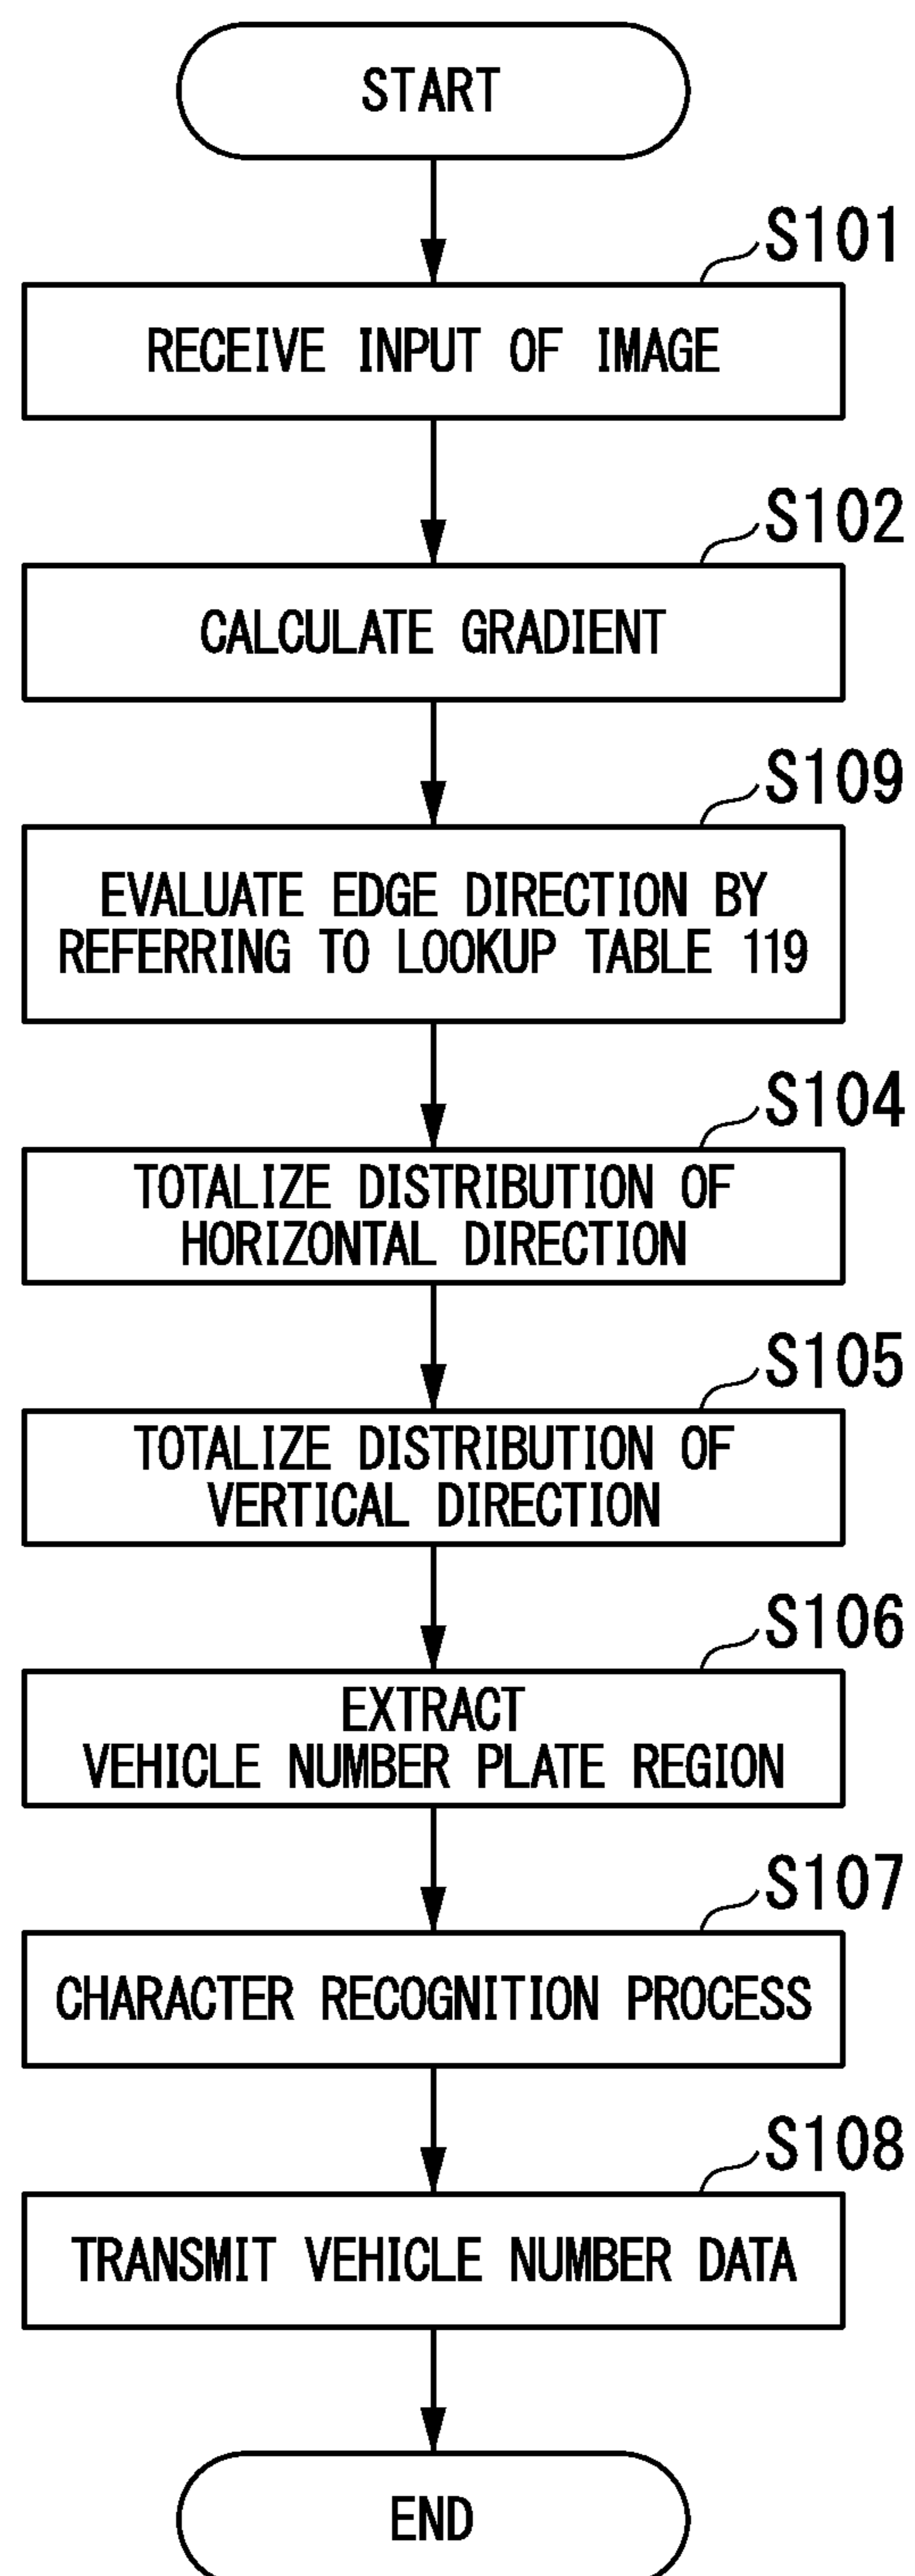 START
S101
RECEIVE INPUT OF IMAGE
S102
CALCULATE GRADIENT
S109
EVALUATE EDGE DIRECTION BY
REFERRING TO LOOKUP TABLE 119
S104
TOTALIZE DISTRIBUTION OF
HORIZONTAL DIRECTION
S105
TOTALIZE DISTRIBUTION OF
VERTICAL DIRECTION
S106
EXTRACT
VEHICLE NUMBER PLATE REGION
S107
CHARACTER RECOGNITION PROCESS
S108
TRANSMIT VEHICLE NUMBER DATA
END